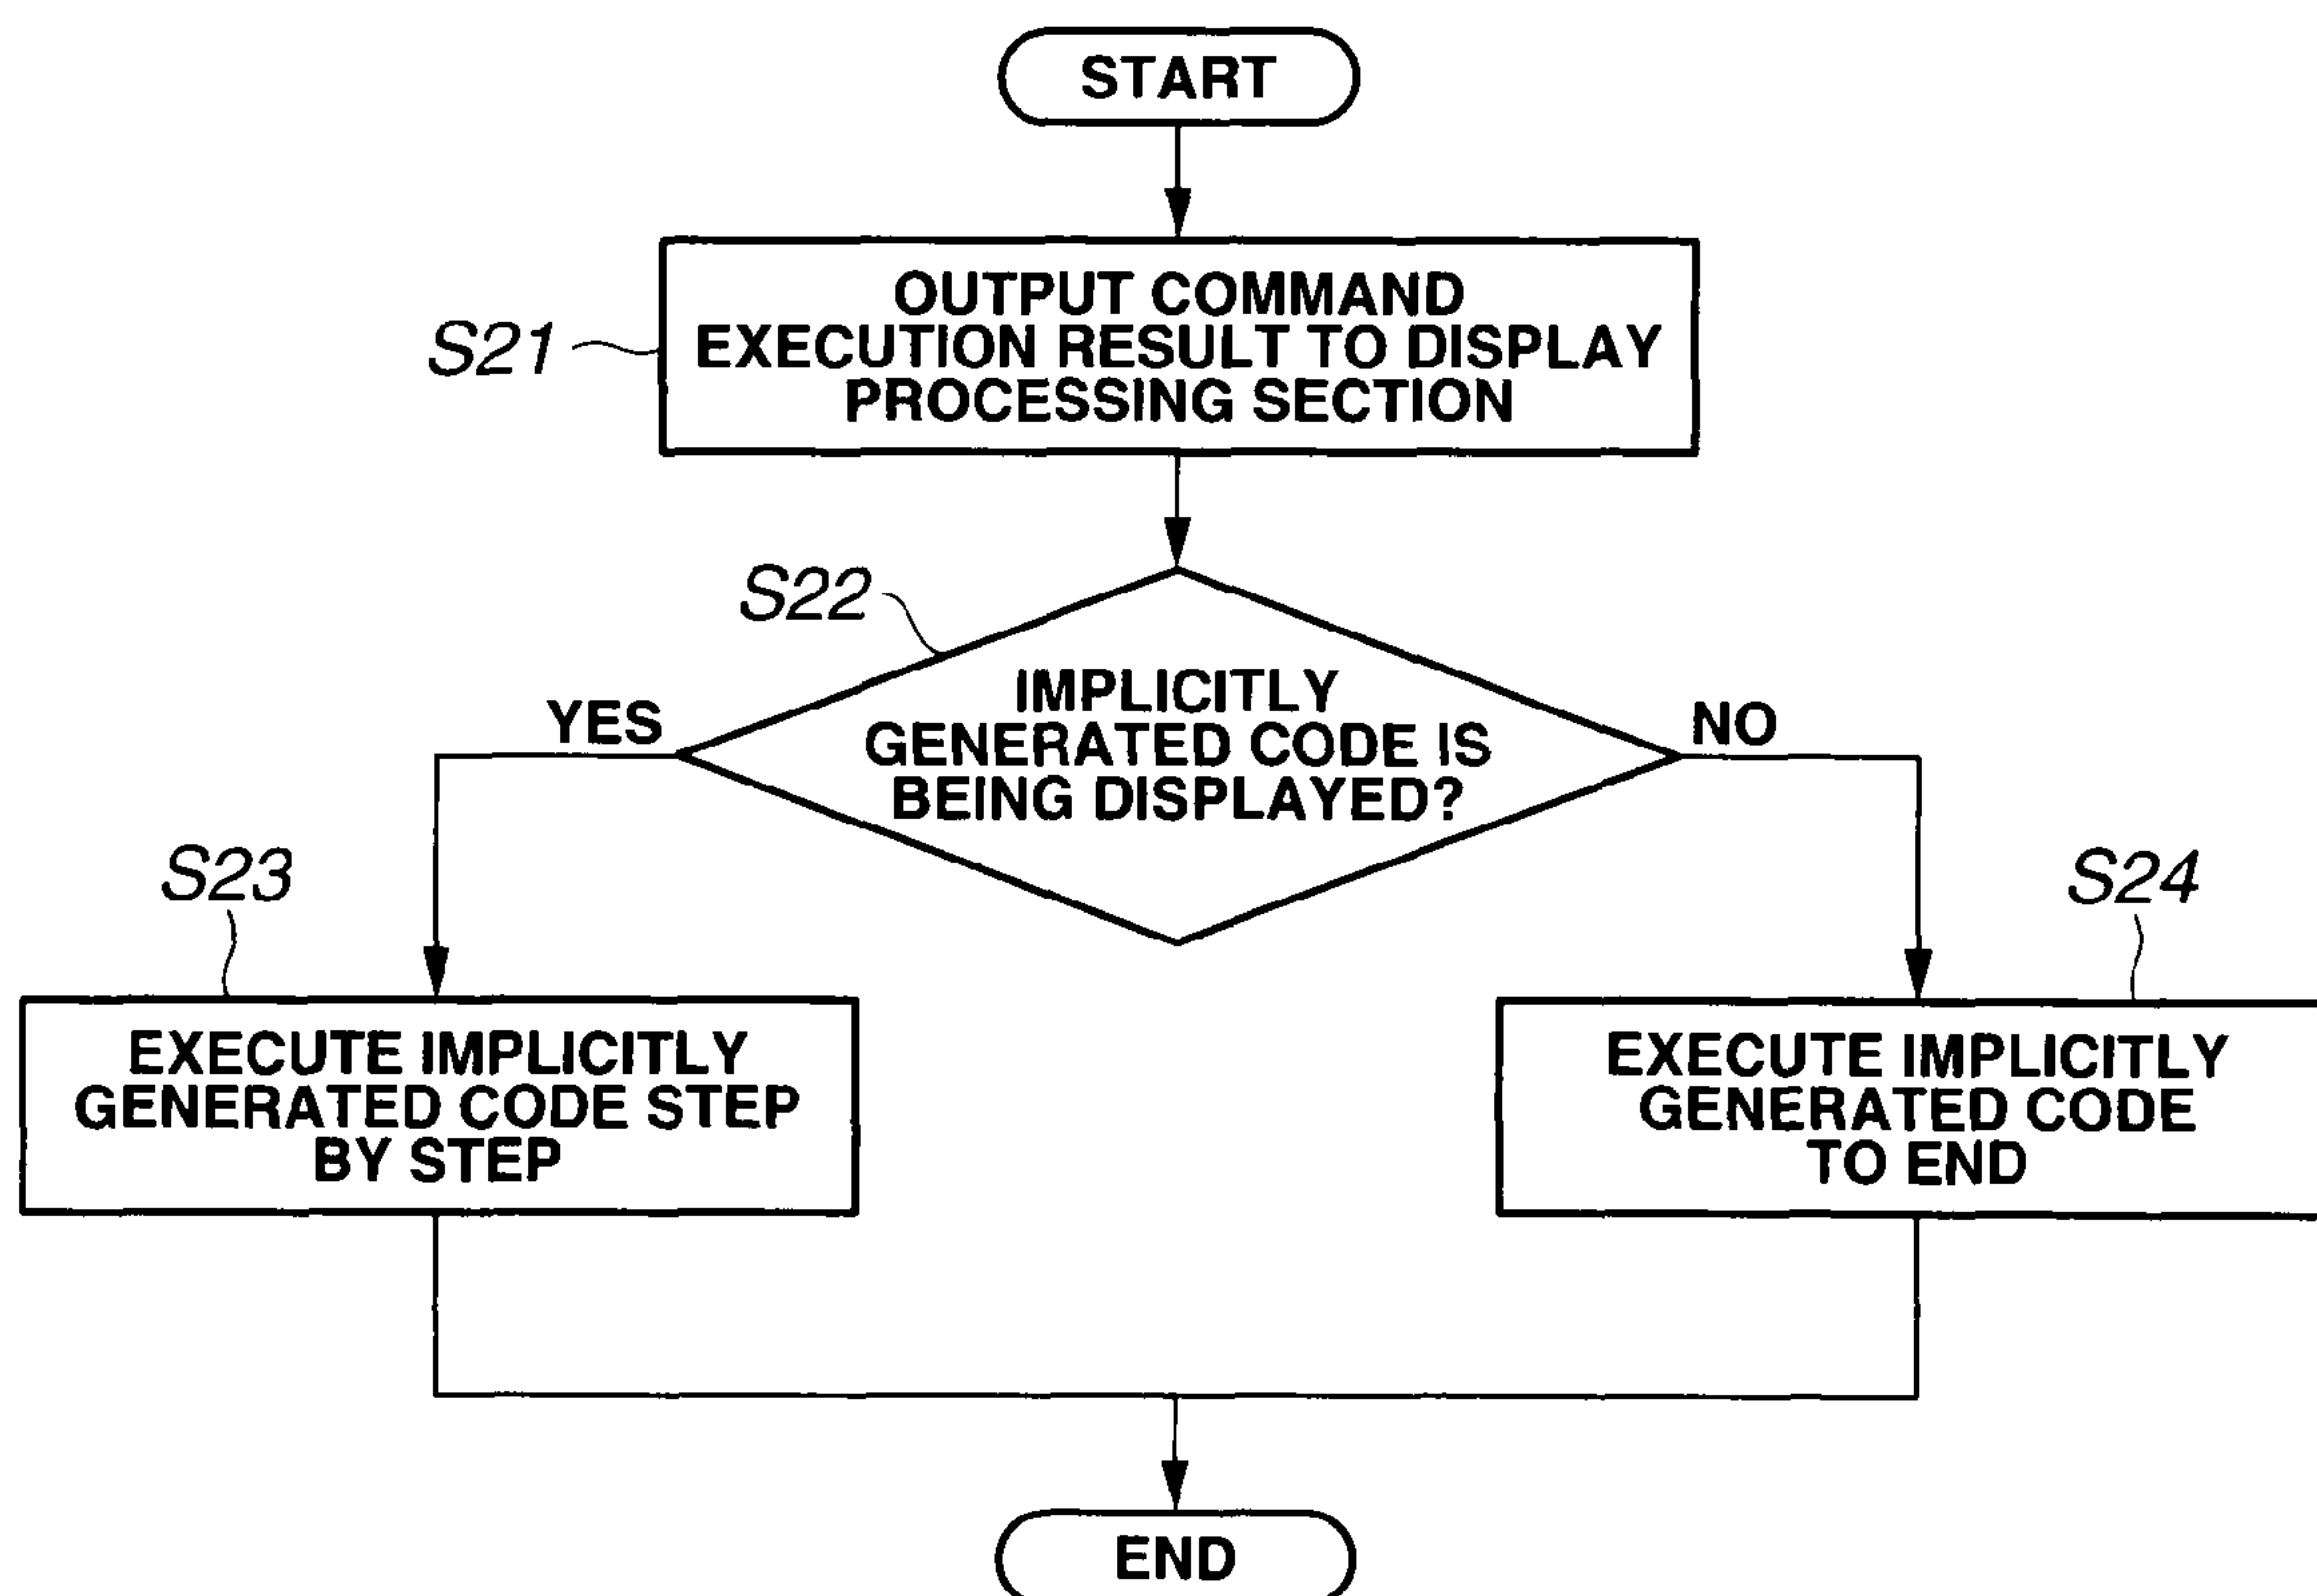 START
S21
OUTPUT COMMAND
EXECUTION RESULT TO DISPLAY
PROCESSING SECTION
S22
IMPLICITLY
GENERATED CODE IS
BEING DISPLAYED?
YES
NO
S23
EXECUTE IMPLICITLY
GENERATED CODE STEP
BY STEP
S24
EXECUTE IMPLICITLY
GENERATED CODE
TO END
END